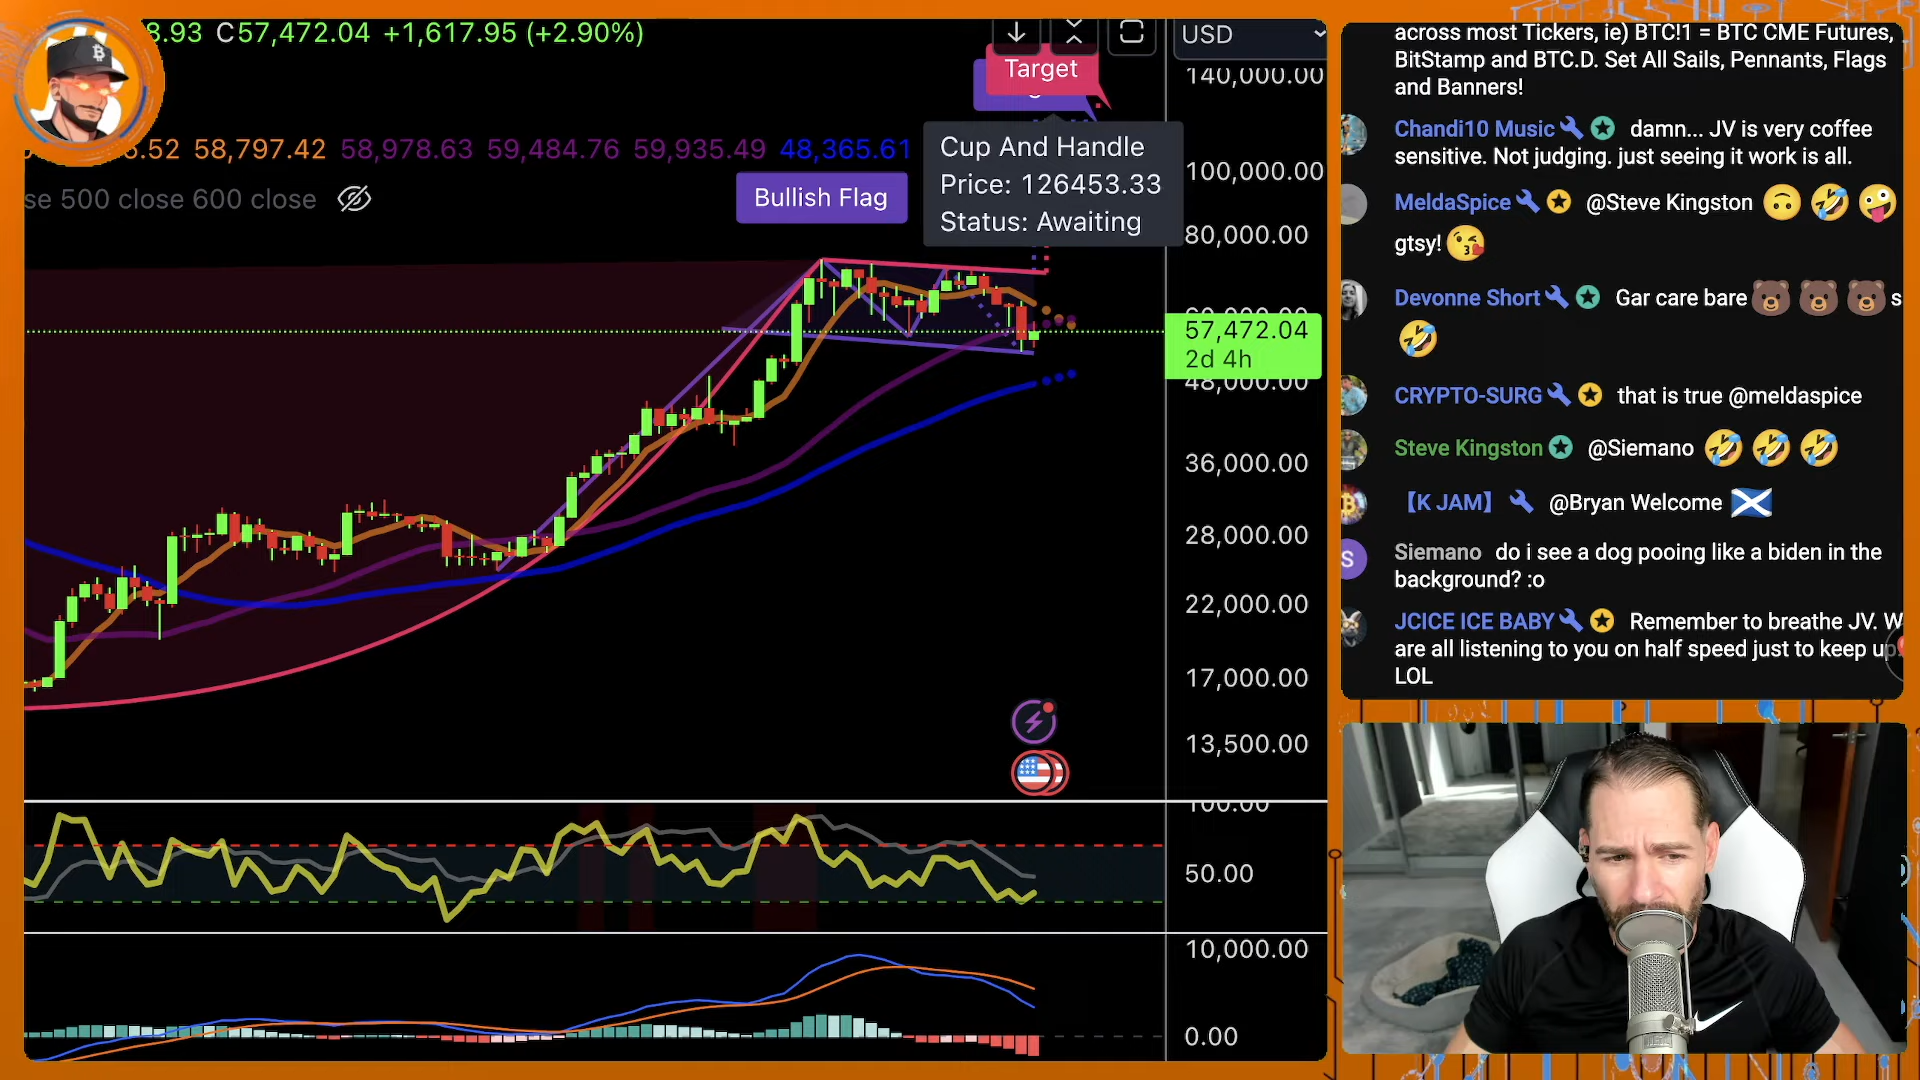 8.93 C57,472.04 +1,617.95 (+2.90%)
USD
Target
140,000.00
5.52 58,797.42 58,978.63 59,484.76 59,935.49 48,365.61
se 500 close 600 close
Bullish Flag
Cup And Handle
Price: 126453.33
Status: Awaiting
100,000.00
80,000.00
57,472.04
2d 4h
48,000.00
36,000.00
28,000.00
22,000.00
17,000.00
13,500.00
100.00
50.00
10,000.00
0.00
across most Tickers, ie) BTC!1 = BTC CME Futures,
BitStamp and BTC.D. Set All Sails, Pennants, Flags
and Banners!
Chandi10 Music damn... JV is very coffee
sensitive. Not judging. just seeing it work is all.
MeldaSpice @Steve Kingston 🙃 🤣 🤪
gtsy! 😘
Devonne Short Gar care bare 🐻 🐻 🐻 s
🤣
CRYPTO-SURG that is true @meldaspice
Steve Kingston @Siemano 🤣 🤣 🤣
【K JAM】 @Bryan Welcome 🏴󠁧󠁢󠁳󠁣󠁴󠁿
S
Siemano do i see a dog pooing like a biden in the
background? :o
JCICE ICE BABY Remember to breathe JV. W
are all listening to you on half speed just to keep up.
LOL